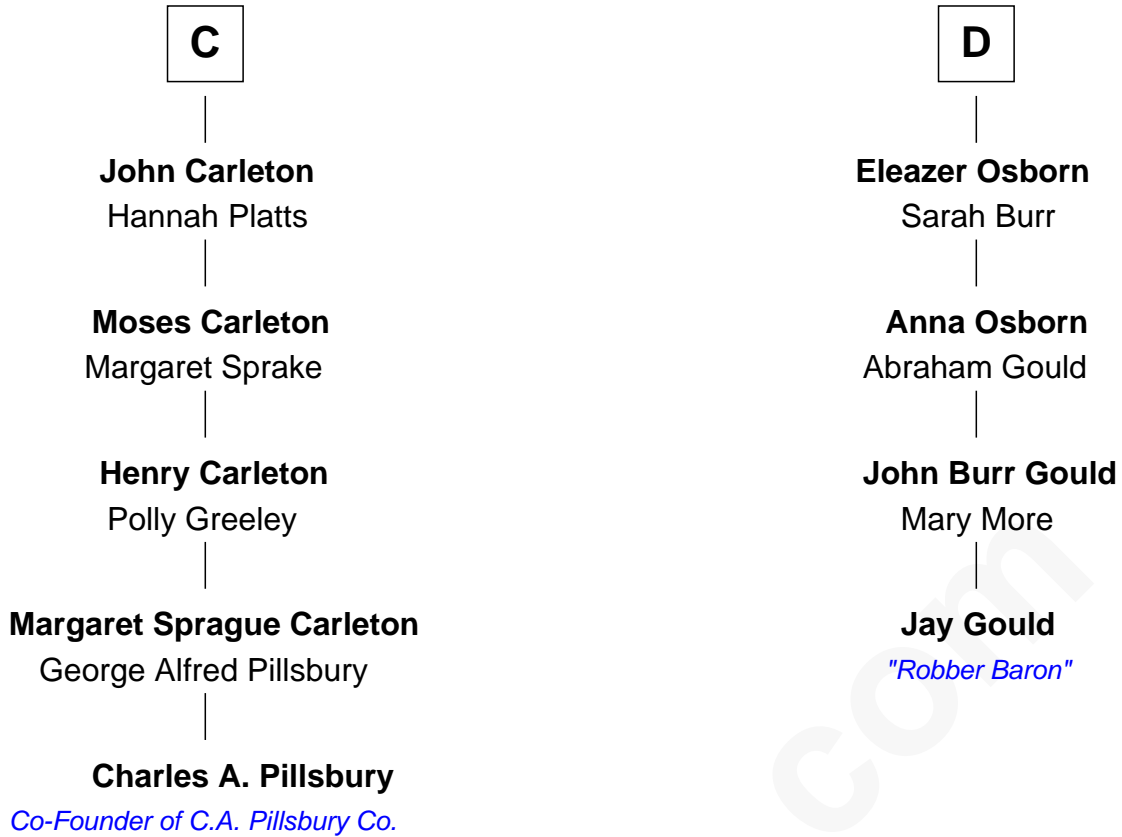 C
John Carleton
Hannah Platts
Moses Carleton
Margaret Sprake
Henry Carleton
Polly Greeley
Margaret Sprague Carleton
George Alfred Pillsbury
Charles A. Pillsbury
Co-Founder of C.A. Pillsbury Co.
D
Eleazer Osborn
Sarah Burr
Anna Osborn
Abraham Gould
John Burr Gould
Mary More
Jay Gould
"Robber Baron"
com